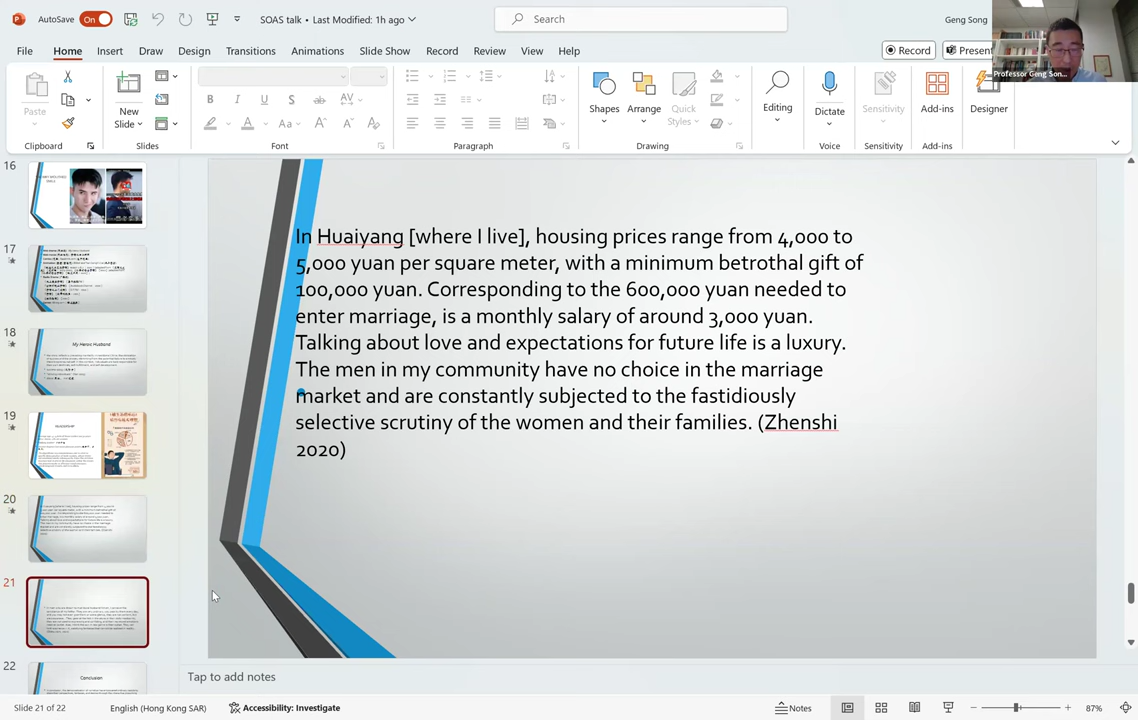 AutoSave
On
SOAS talk • Last Modified: 1h ago
Search
Geng Song
File
Home
Insert
Draw
Design
Transitions
Animations
Slide Show
Record
Review
View
Help
Record
Present
Professor Geng Son...
Paste
New
Slide
Shapes
Arrange
Quick
Styles
Editing
Dictate
Sensitivity
Add-ins
Designer
Clipboard
Slides
Font
Paragraph
Drawing
Voice
Sensitivity
Add-ins
16
17
18
My Heroic Husband
19
20
21
22
Conclusion
In Huaiyang [where I live], housing prices range from 4,000 to
5,000 yuan per square meter, with a minimum betrothal gift of
100,000 yuan. Corresponding to the 600,000 yuan needed to
enter marriage, is a monthly salary of around 3,000 yuan.
Talking about love and expectations for future life is a luxury.
The men in my community have no choice in the marriage
market and are constantly subjected to the fastidiously
selective scrutiny of the women and their families. (Zhenshi
2020)
Tap to add notes
Slide 21 of 22
English (Hong Kong SAR)
Accessibility: Investigate
Notes
87%